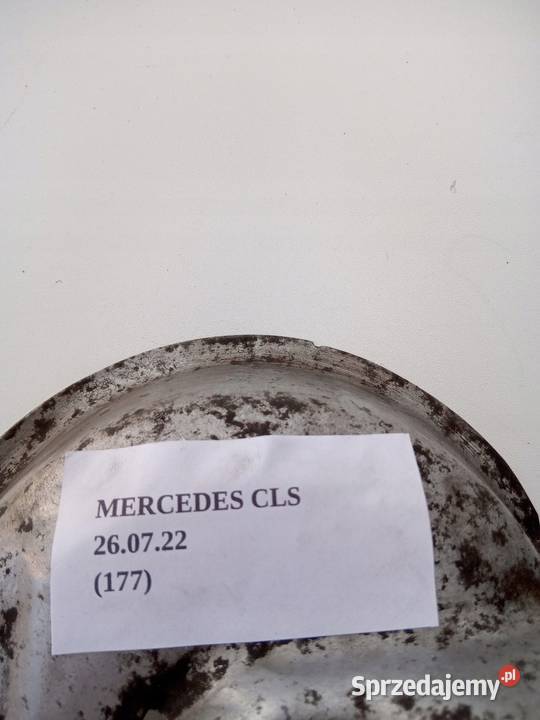 MERCEDES CLS
26.07.22
(177)
Sprzedajemy.pl